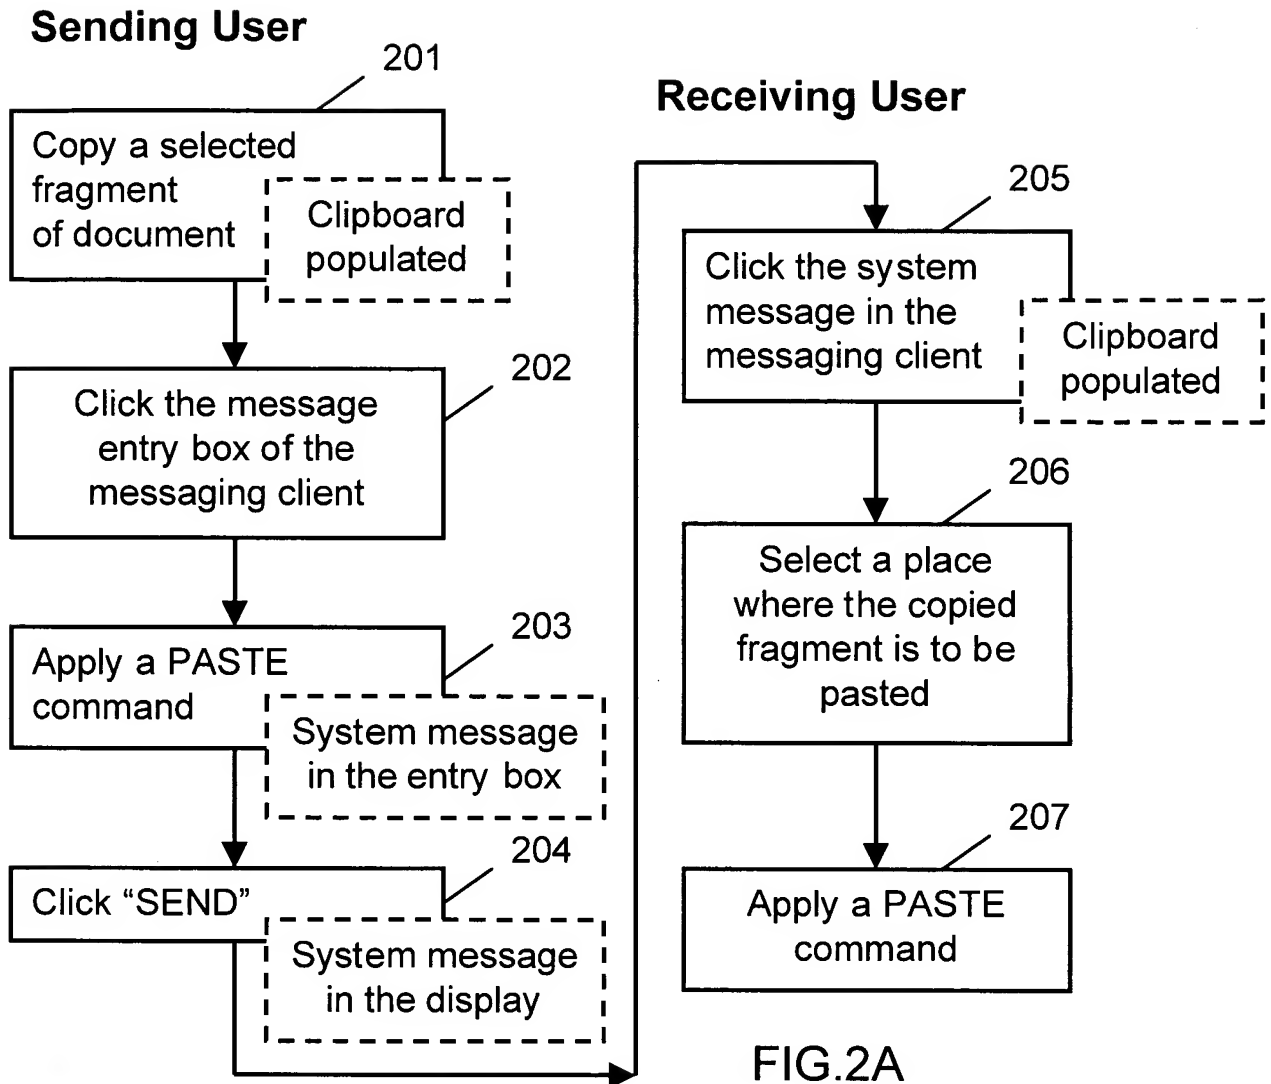 Sending User
201
Copy a selected
fragment
of document
Clipboard
populated
202
Click the message
entry box of the
messaging client
203
Apply a PASTE
command
System message
in the entry box
204
Click “SEND”
System message
in the display
Receiving User
205
Click the system
message in the
messaging client
Clipboard
populated
206
Select a place
where the copied
fragment is to be
pasted
207
Apply a PASTE
command
FIG.2A